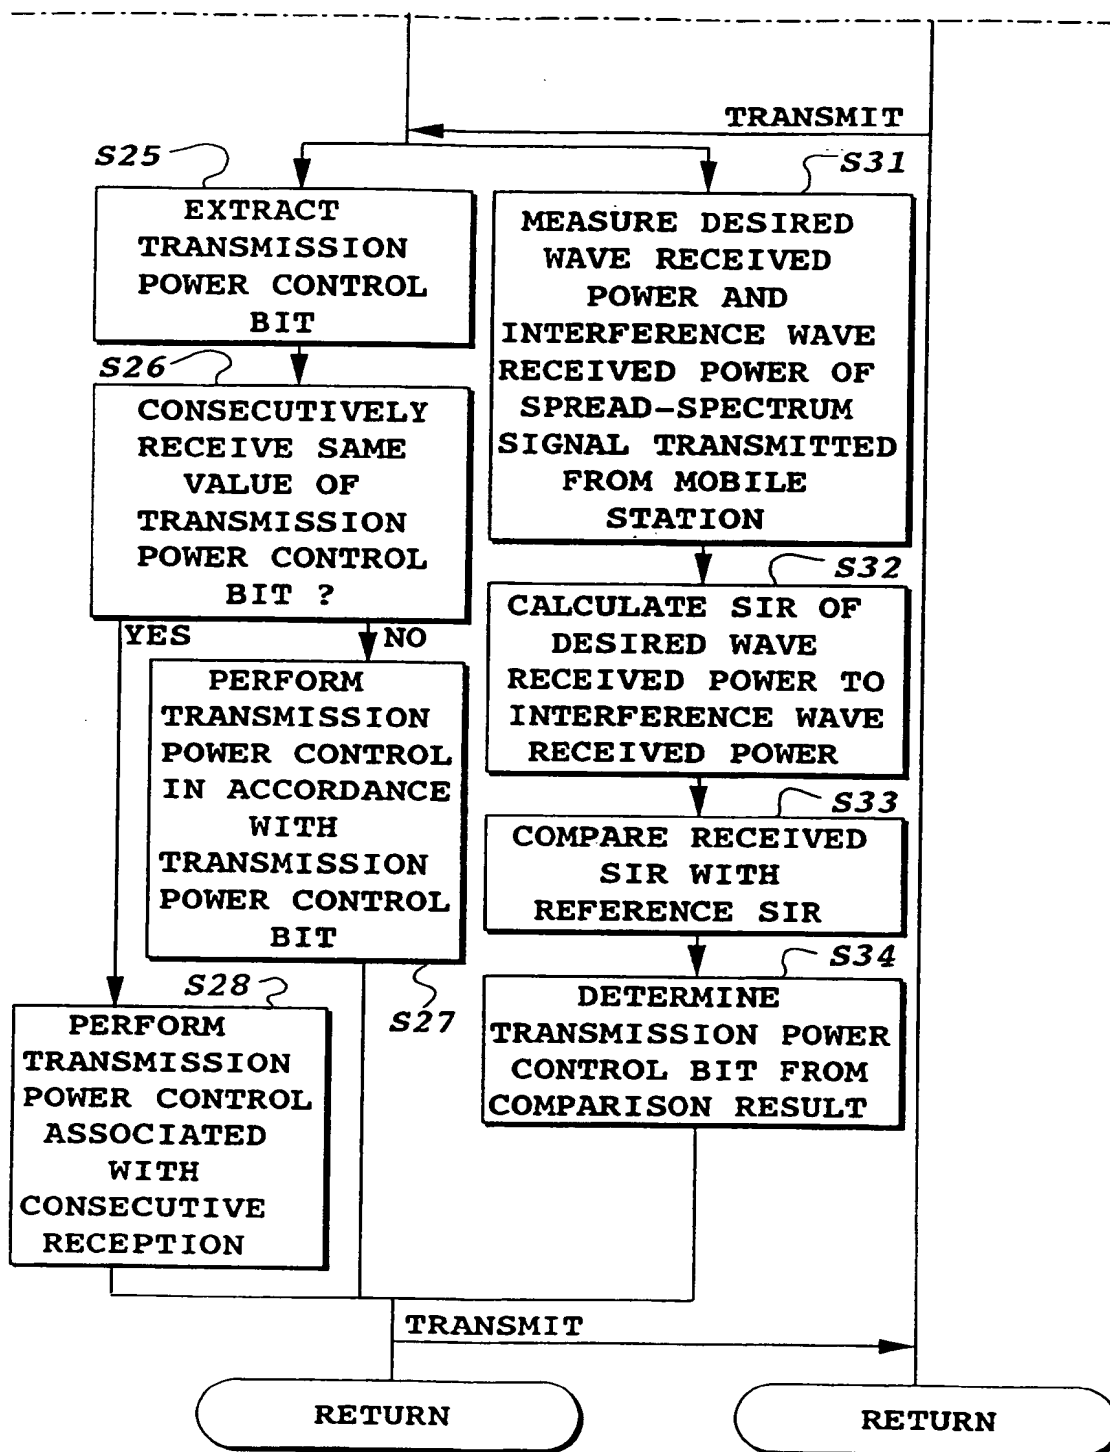 TRANSMIT
S25
EXTRACT
TRANSMISSION
POWER CONTROL
BIT
S26
CONSECUTIVELY
RECEIVE SAME
VALUE OF
TRANSMISSION
POWER CONTROL
BIT ?
YES
NO
PERFORM
TRANSMISSION
POWER CONTROL
IN ACCORDANCE
WITH
TRANSMISSION
POWER CONTROL
BIT
S27
S28
PERFORM
TRANSMISSION
POWER CONTROL
ASSOCIATED
WITH
CONSECUTIVE
RECEPTION
S31
MEASURE DESIRED
WAVE RECEIVED
POWER AND
INTERFERENCE WAVE
RECEIVED POWER OF
SPREAD-SPECTRUM
SIGNAL TRANSMITTED
FROM MOBILE
STATION
S32
CALCULATE SIR OF
DESIRED WAVE
RECEIVED POWER TO
INTERFERENCE WAVE
RECEIVED POWER
S33
COMPARE RECEIVED
SIR WITH
REFERENCE SIR
S34
DETERMINE
TRANSMISSION POWER
CONTROL BIT FROM
COMPARISON RESULT
TRANSMIT
RETURN
RETURN